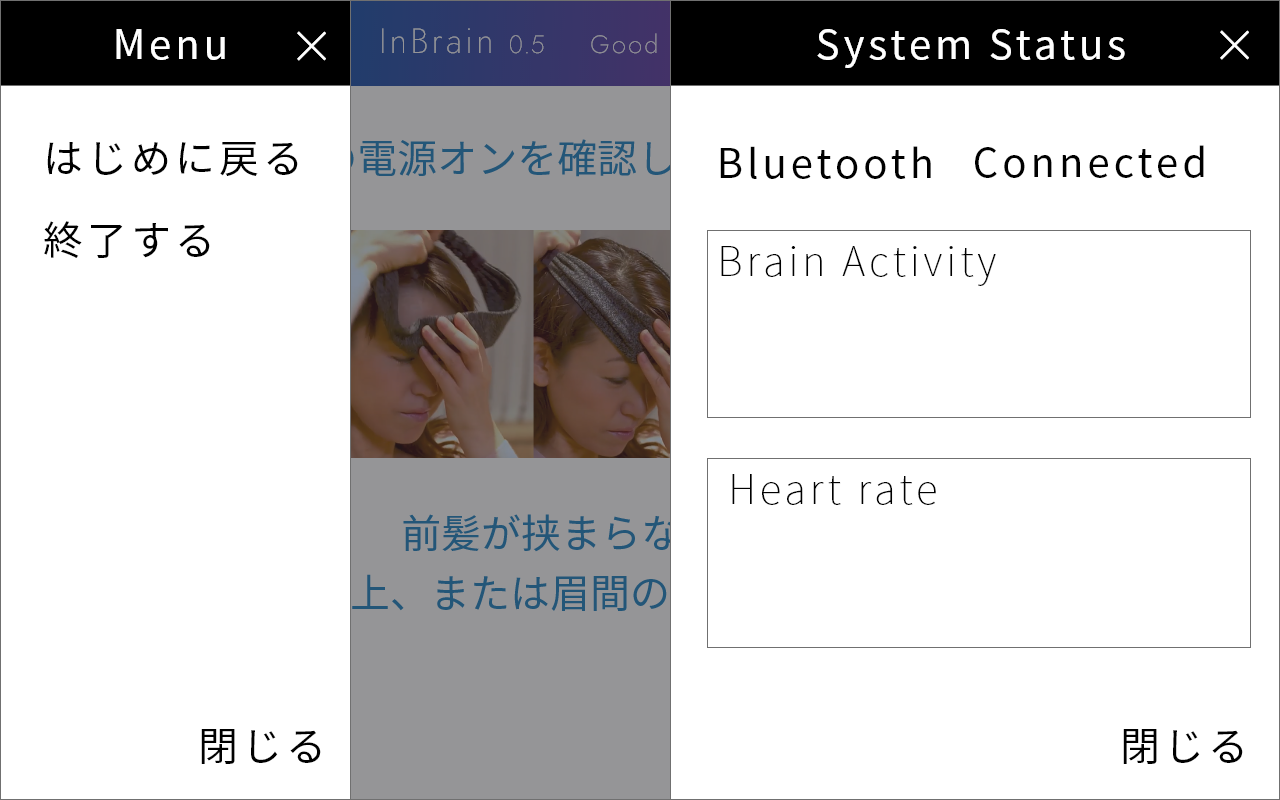 Menu
はじめに戻る
終了する
閉じる
InBrain 0.5 Good
電源オンを確認し
前髪が挟まらな
上、または眉間の
System Status
Bluetooth Connected
Brain Activity
Heart rate
閉じる